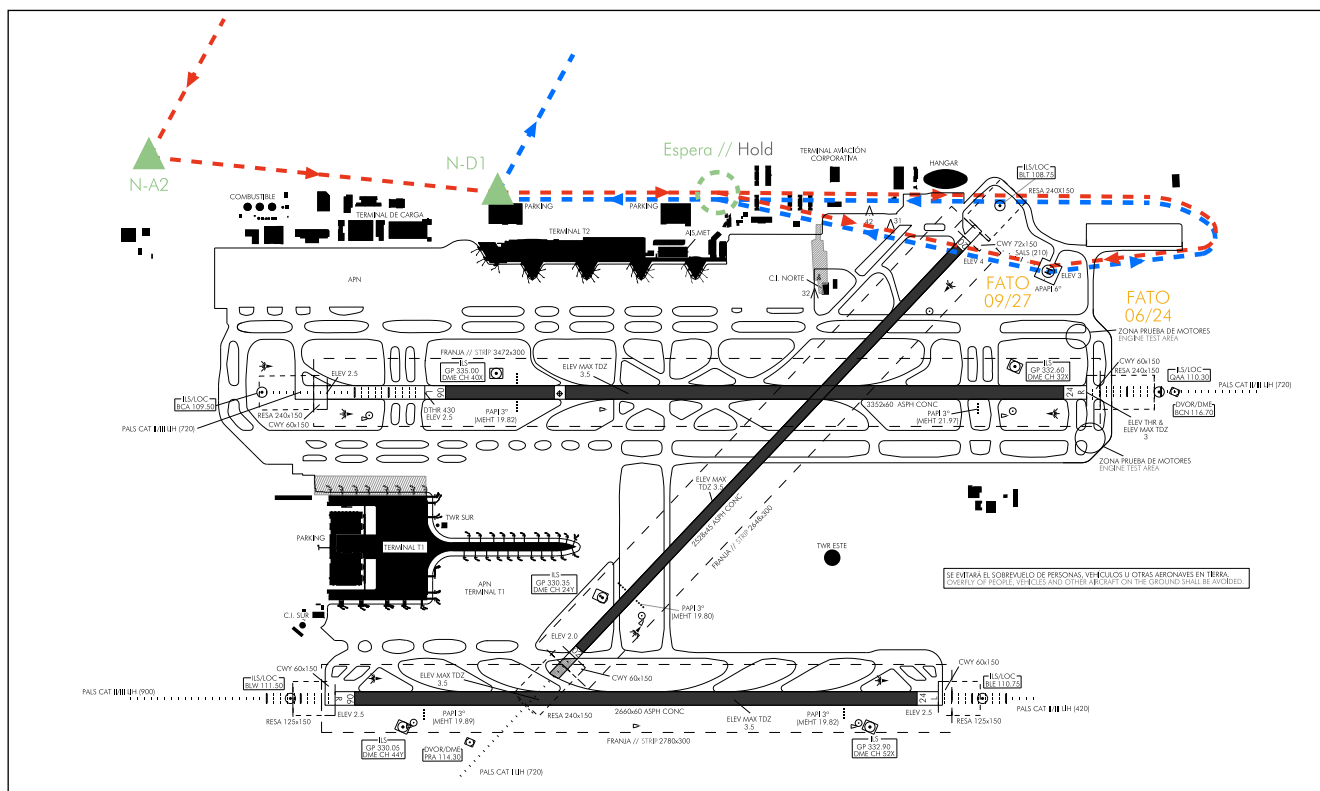 N-A2
N-D1
Espera // Hold
TERMINAL AVIACIÓN
CORPORATIVA
HANGAR
ILS/LOC
BLT 108.75
RESA 240X150
COMBUSTIBLE
TERMINAL DE CARGA
PARKING
PARKING
TERMINAL T2
AIS,MET
42
31
CWY 72x150
SALS (210)
ELEV 4
ELEV 3
APAPI 6°
APN
C.I. NORTE
32
FATO
09/27
FATO
06/24
ZONA PRUEBA DE MOTORES
ENGINE TEST AREA
FRANJA // STRIP 3472x300
ELEV 2.5
ILS
GP 335.00
DME CH 40X
ELEV MAX TDZ
3.5
ILS
GP 332.60
DME CH 32X
CWY 60x150
RESA 240x150
ILS/LOC
QAA 110.30
PALS CAT II/III LIH (720)
ILS/LOC
BCA 109.50
RESA 240x150
CWY 60x150
PALS CAT II/III LIH (720)
L
09
DTHR 430
ELEV 2.5
PAPI 3°
(MEHT 19.82)
3352x60 ASPH CONC
PAPI 3°
(MEHT 21.97)
24
R
DVOR/DME
BCN 116.70
ELEV THR &
ELEV MAX TDZ
3
ZONA PRUEBA DE MOTORES
ENGINE TEST AREA
ELEV MAX
TDZ 3.5
2528x45 ASPH CONC
FRANJA // STRIP 2648x300
TWR SUR
PARKING
TERMINAL T1
TWR ESTE
APN
TERMINAL T1
ILS
GP 330.35
DME CH 24Y
PAPI 3°
(MEHT 19.80)
SE EVITARÁ EL SOBREVUELO DE PERSONAS, VEHÍCULOS U OTRAS AERONAVES EN TIERRA.
OVERFLY OF PEOPLE, VEHICLES AND OTHER AIRCRAFT ON THE GROUND SHALL BE AVOIDED.
C.I. SUR
ELEV 2.0
CWY 60x150
ILS/LOC
BLW 111.50
PALS CAT II/III LIH (900)
ELEV MAX TDZ
3.5
CWY 60x150
CWY 60x150
ILS/LOC
BLE 110.75
PALS CAT I/II LIH (420)
R
09
RESA 125x150
ELEV 2.5
PAPI 3°
(MEHT 19.89)
RESA 240x150
2660x60 ASPH CONC
ELEV MAX TDZ
3.5
PAPI 3°
(MEHT 19.82)
ELEV 2.5
24
L
RESA 125x150
ILS
GP 330.05
DME CH 44Y
DVOR/DME
PRA 114.30
FRANJA // STRIP 2780x300
ILS
GP 332.90
DME CH 52X
PALS CAT I LIH (720)